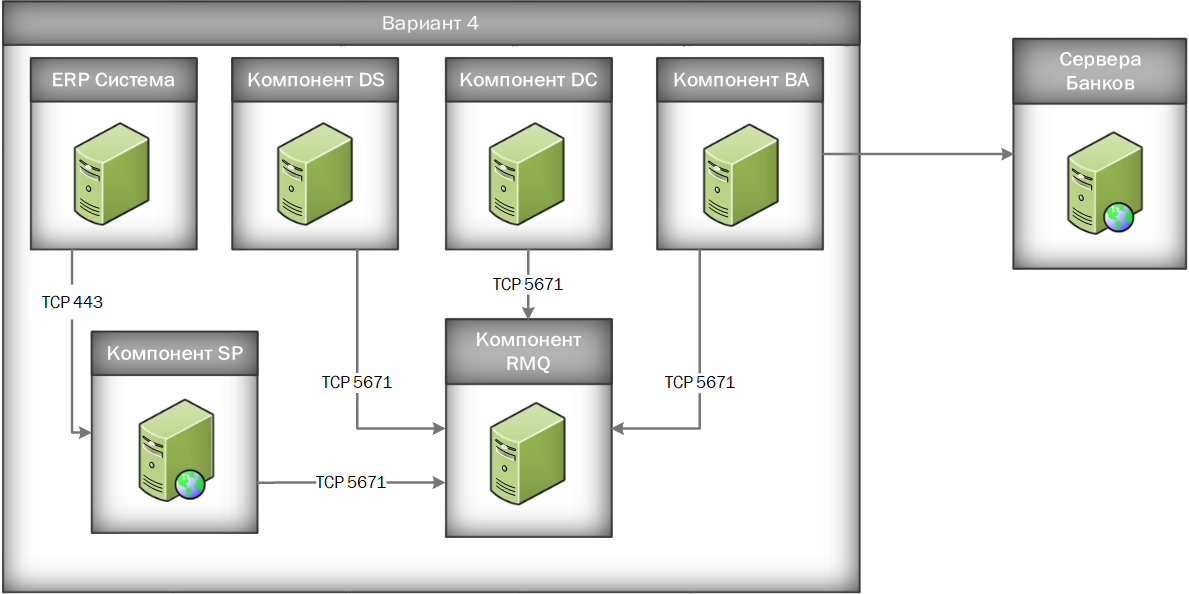 Вариант 4
ERP Система
Компонент DS
Компонент DC
Компонент BA
Сервера
Банков
TCP 443
TCP 5671
Компонент SP
Компонент
RMQ
TCP 5671
TCP 5671
TCP 5671